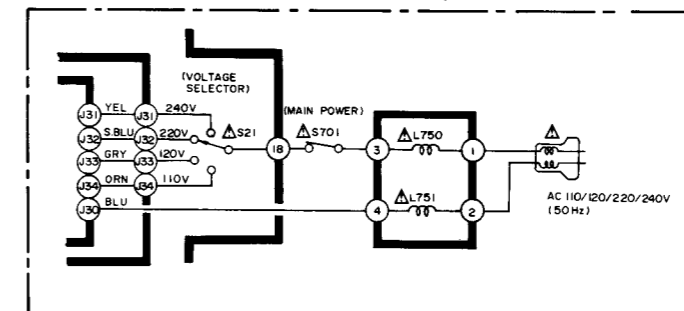 (VOLTAGE
SELECTOR)
J31 YEL J31 240V
(MAIN POWER)
J32 S.BLU J32 220V S21 18 S701 3 L750 1
J33 GRY J33 120V
J34 ORN J34 110V
J30 BLU 4 L751 2
AC 110/120/220/240V
(50Hz)